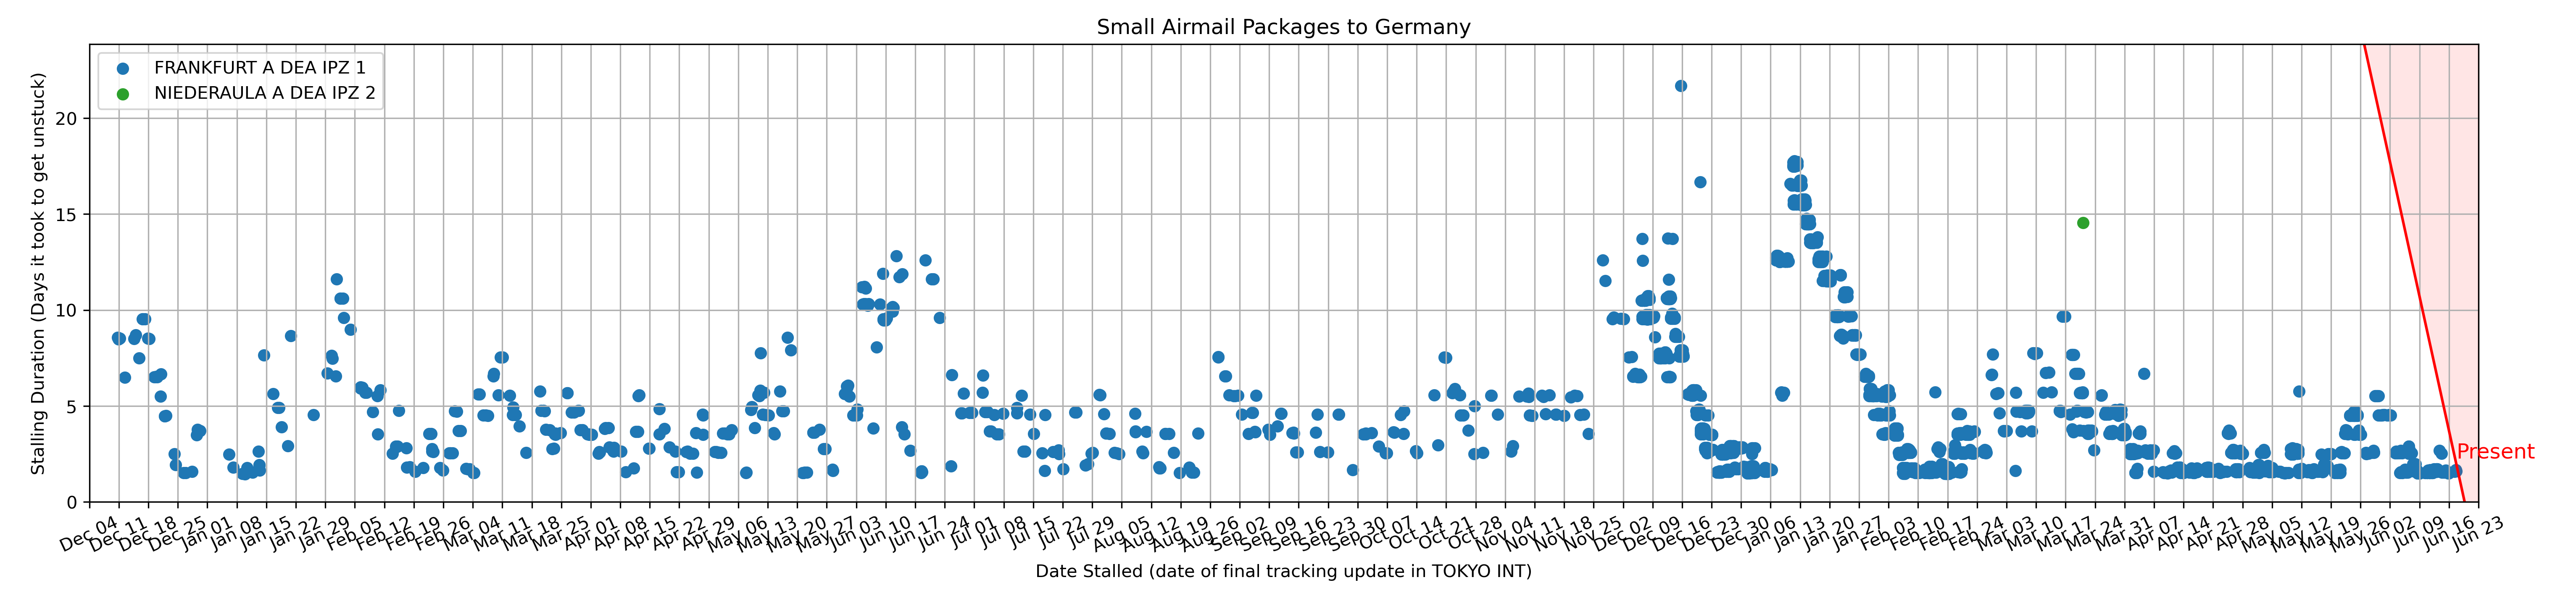 Small Airmail Packages to Germany
FRANKFURT A DEA IPZ 1
NIEDERAULA A DEA IPZ 2
Stalling Duration (Days it took to get unstuck)
20
15
10
5
0
Present
Dec 04 Dec 11 Dec 18 Dec 25 Jan 01 Jan 08 Jan 15 Jan 22 Jan 29 Feb 05 Feb 12 Feb 19 Feb 26 Mar 04 Mar 11 Mar 18 Mar 25 Apr 01 Apr 08 Apr 15 Apr 22 Apr 29 May 06 May 13 May 20 May 27 Jun 03 Jun 10 Jun 17 Jun 24 Jul 01 Jul 08 Jul 15 Jul 22 Jul 29 Aug 05 Aug 12 Aug 19 Aug 26 Sep 02 Sep 09 Sep 16 Sep 23 Sep 30 Oct 07 Oct 14 Oct 21 Oct 28 Nov 04 Nov 11 Nov 18 Nov 25 Dec 02 Dec 09 Dec 16 Dec 23 Dec 30 Jan 06 Jan 13 Jan 20 Jan 27 Feb 03 Feb 10 Feb 17 Feb 24 Mar 03 Mar 10 Mar 17 Mar 24 Mar 31 Apr 07 Apr 14 Apr 21 Apr 28 May 05 May 12 May 19 May 26 Jun 02 Jun 09 Jun 16 Jun 23
Date Stalled (date of final tracking update in TOKYO INT)